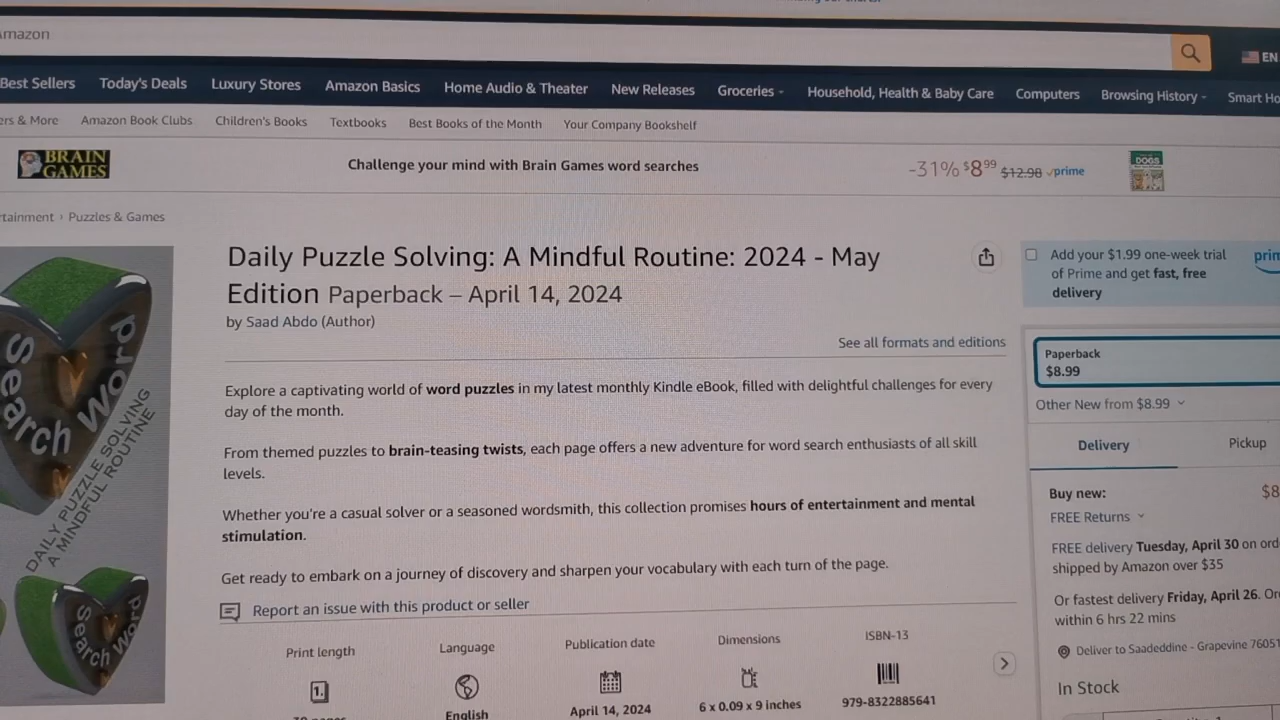 Amazon
Best Sellers Today's Deals Luxury Stores Amazon Basics Home Audio & Theater New Releases Groceries Household, Health & Baby Care Computers Browsing History Smart Ho
EN
ers & More Amazon Book Clubs Children's Books Textbooks Best Books of the Month Your Company Bookshelf
BRAIN
GAMES
Challenge your mind with Brain Games word searches
-31% $8.99 $12.98 prime
DOGS
tainment › Puzzles & Games
Daily Puzzle Solving: A Mindful Routine: 2024 - May
Edition Paperback – April 14, 2024
by Saad Abdo (Author)
See all formats and editions
Explore a captivating world of word puzzles in my latest monthly Kindle eBook, filled with delightful challenges for every
day of the month.
From themed puzzles to brain-teasing twists, each page offers a new adventure for word search enthusiasts of all skill
levels.
Whether you're a casual solver or a seasoned wordsmith, this collection promises hours of entertainment and mental
stimulation.
Get ready to embark on a journey of discovery and sharpen your vocabulary with each turn of the page.
Report an issue with this product or seller
Print length Language Publication date Dimensions ISBN-13
1.
English April 14, 2024 6 x 0.09 x 9 inches 979-8322885641
Search Word
DAILY PUZZLE SOLVING
A MINDFUL ROUTINE
Search Word
Add your $1.99 one-week trial
of Prime and get fast, free
delivery
prim
Paperback
$8.99
Other New from $8.99
Delivery Pickup
Buy new: $8
FREE Returns
FREE delivery Tuesday, April 30 on ord
shipped by Amazon over $35
Or fastest delivery Friday, April 26. Or
within 6 hrs 22 mins
Deliver to Saadeddine - Grapevine 76051
In Stock